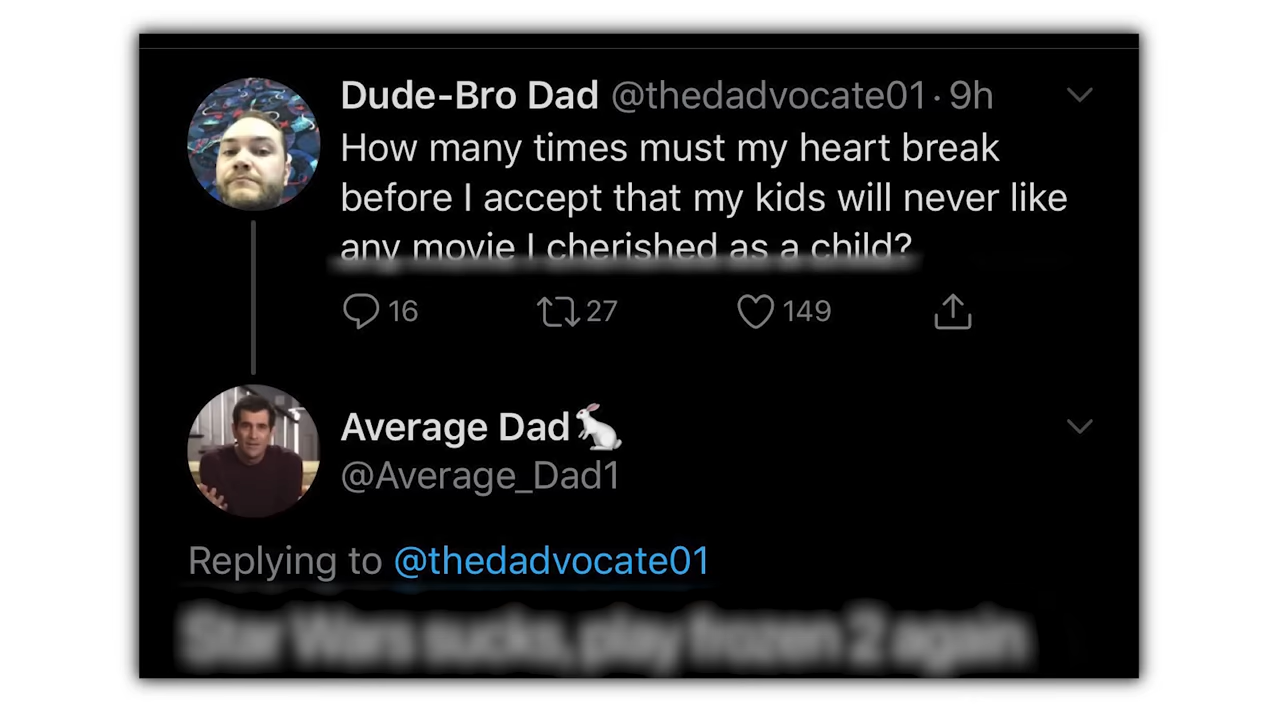 Dude-Bro Dad @thedadvocate01 · 9h
How many times must my heart break
before I accept that my kids will never like
any movie I cherished as a child?
16 27 149
Average Dad🐇
@Average_Dad1
Replying to @thedadvocate01
Star Wars sucks, play frozen 2 again